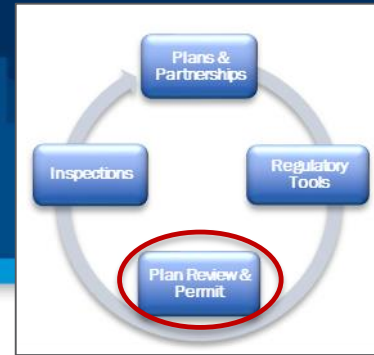 Plans &
Partnerships
Inspections
Regulatory
Tools
Plan Review &
Permit